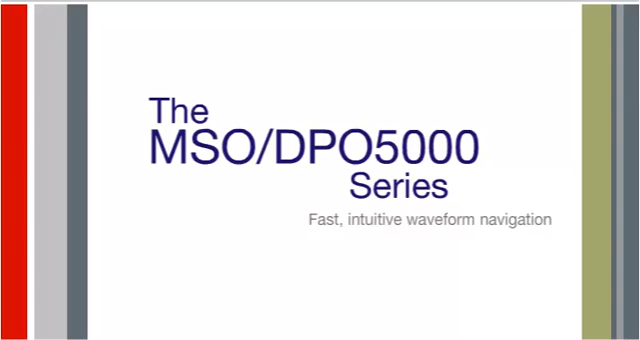 The
MSO/DPO5000
Series
Fast, intuitive waveform navigation